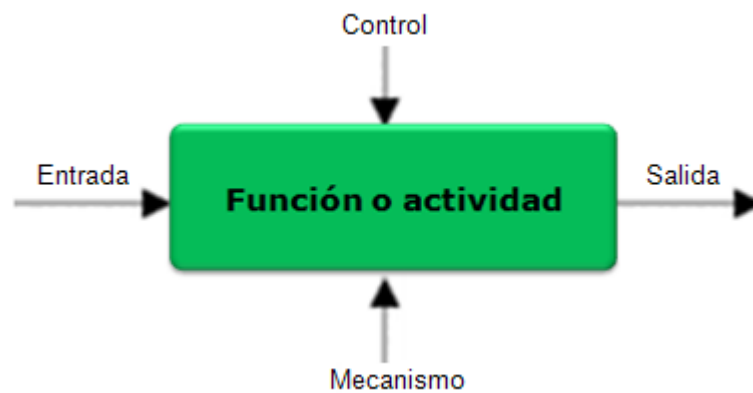 Control
Entrada
Función o actividad
Salida
Mecanismo